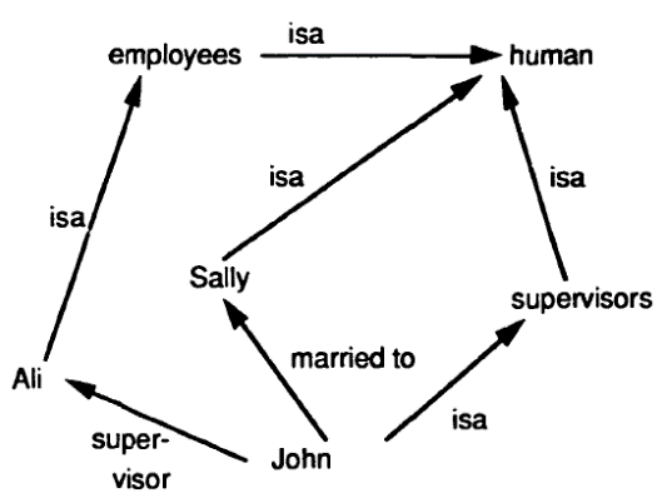 isa
employees
human
isa
isa
isa
Sally
supervisors
married to
Ali
isa
super-
visor
John